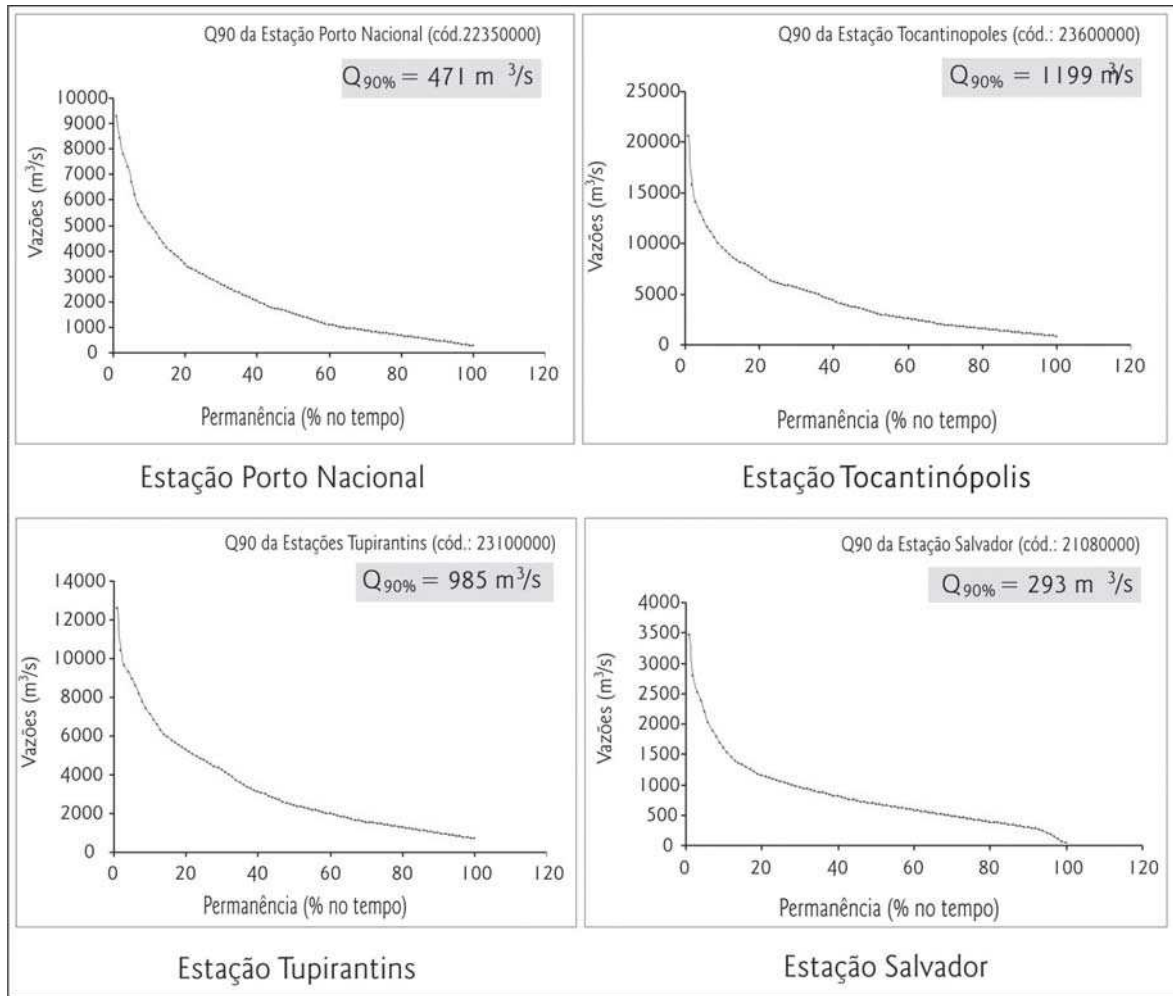 Q90 da Estação Porto Nacional (cód.22350000)
Q90% = 471 m ³/s
Vazões (m³/s)
10000
9000
8000
7000
6000
5000
4000
3000
2000
1000
0
0 20 40 60 80 100 120
Permanência (% no tempo)
Estação Porto Nacional
Q90 da Estação Tocantinopoles (cód.: 23600000)
Q90% = 1199 m³/s
Vazões (m³/s)
25000
20000
15000
10000
5000
0
0 20 40 60 80 100 120
Permanência (% no tempo)
Estação Tocantinópolis
Q90 da Estações Tupirantins (cód.: 23100000)
Q90% = 985 m³/s
Vazões (m³/s)
14000
12000
10000
8000
6000
4000
2000
0
0 20 40 60 80 100 120
Permanência (% no tempo)
Estação Tupirantins
Q90 da Estação Salvador (cód.: 21080000)
Q90% = 293 m ³/s
Vazões (m³/s)
4000
3500
3000
2500
2000
1500
1000
500
0
0 20 40 60 80 100 120
Permanência (% no tempo)
Estação Salvador